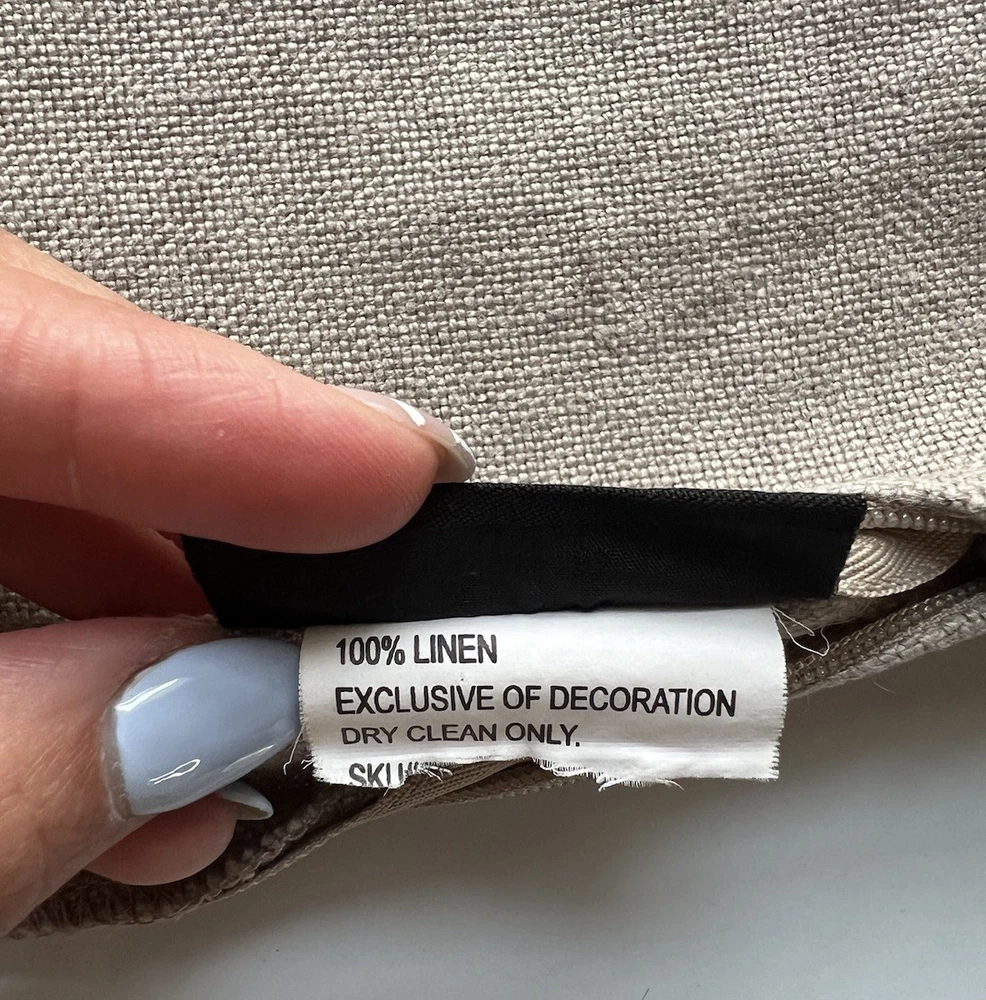 100% LINEN
EXCLUSIVE OF DECORATION
DRY CLEAN ONLY.